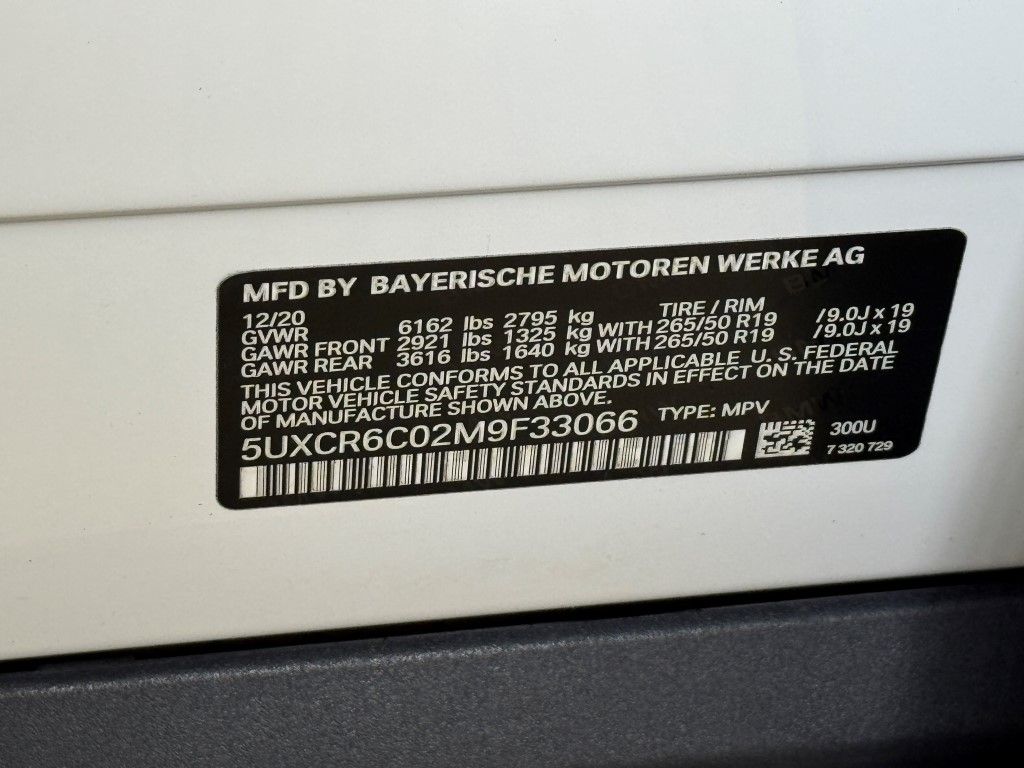 MFD BY BAYERISCHE MOTOREN WERKE AG
12/20 TIRE / RIM
GVWR 6162 lbs 2795 kg
GAWR FRONT 2921 lbs 1325 kg WITH 265/50 R19 /9.0J x 19
GAWR REAR 3616 lbs 1640 kg WITH 265/50 R19 /9.0J x 19
THIS VEHICLE CONFORMS TO ALL APPLICABLE U. S. FEDERAL
MOTOR VEHICLE SAFETY STANDARDS IN EFFECT ON THE DATE
OF MANUFACTURE SHOWN ABOVE.
5UXCR6C02M9F33066 TYPE: MPV
300U
7 320 729